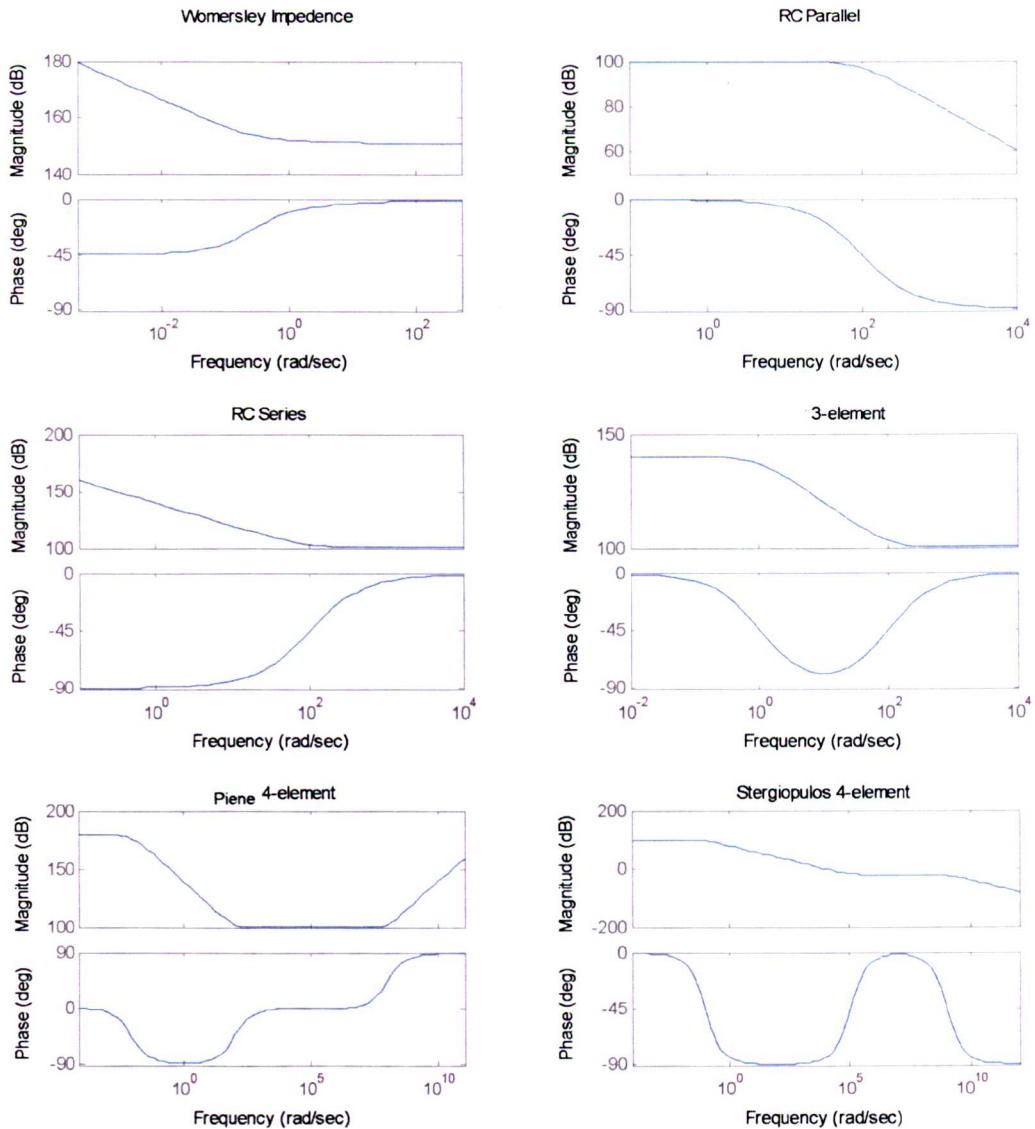 Womersley Impedence
180
160
140
Magnitude (dB)
0
-45
-90
Phase (deg)
10^-2
10^0
10^2
Frequency (rad/sec)
RC Parallel
100
80
60
Magnitude (dB)
0
-45
-90
Phase (deg)
10^0
10^2
10^4
Frequency (rad/sec)
RC Series
200
150
100
Magnitude (dB)
0
-45
-90
Phase (deg)
10^0
10^2
10^4
Frequency (rad/sec)
3-element
150
100
Magnitude (dB)
0
-45
-90
Phase (deg)
10^-2
10^0
10^2
10^4
Frequency (rad/sec)
Piene 4-element
200
150
100
Magnitude (dB)
90
0
-90
Phase (deg)
10^0
10^5
10^10
Frequency (rad/sec)
Stergiopulos 4-element
200
0
-200
Magnitude (dB)
0
-45
-90
Phase (deg)
10^0
10^5
10^10
Frequency (rad/sec)